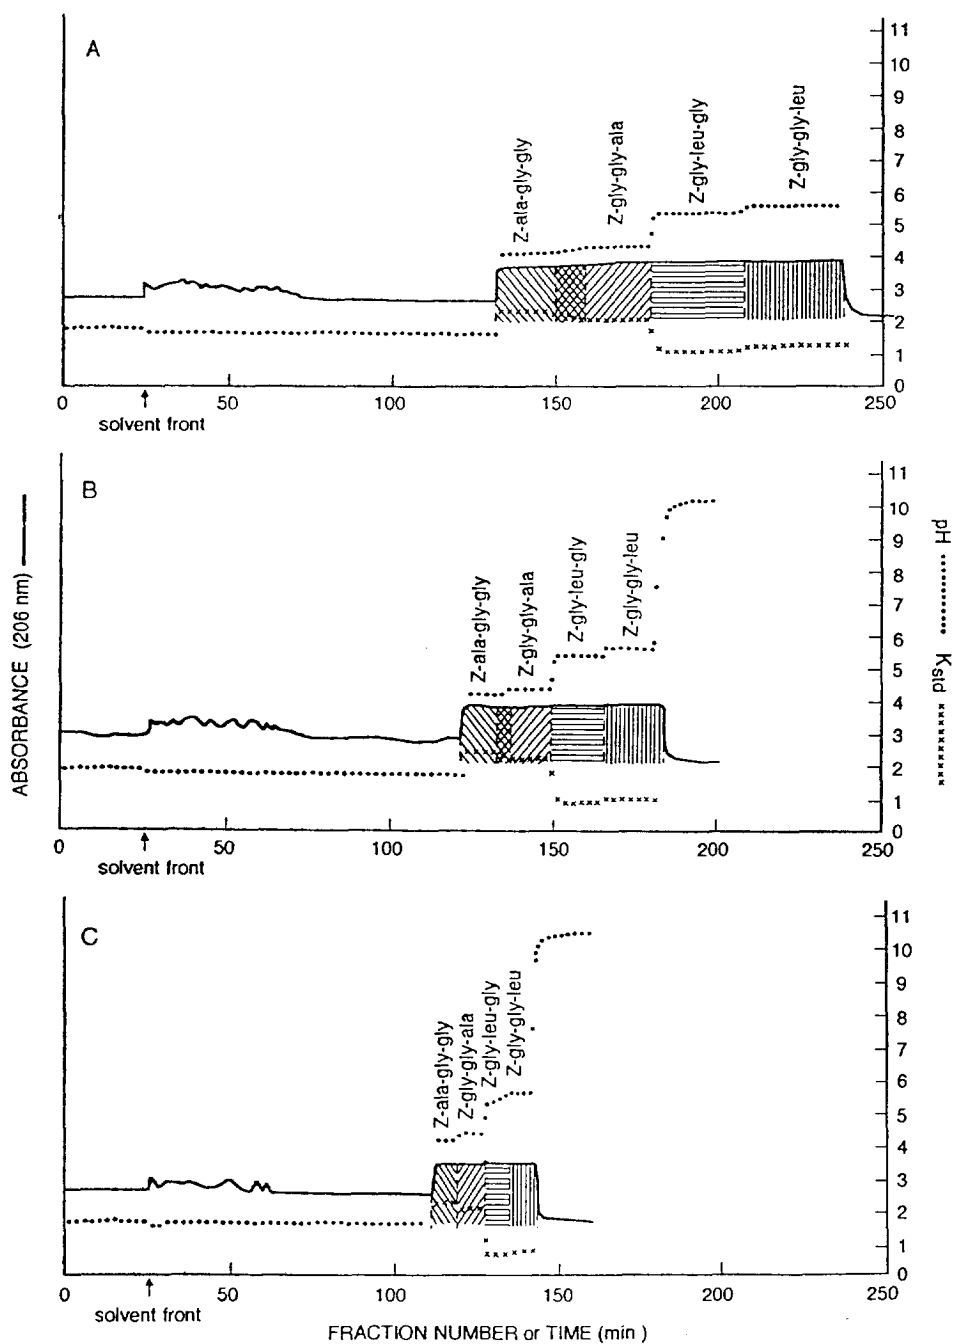 A
Z-ala-gly-gly
Z-gly-gly-ala
Z-gly-leu-gly
Z-gly-gly-leu
11
10
9
8
7
6
5
4
3
2
1
0
0 50 100 150 200 250
solvent front
B
Z-ala-gly-gly
Z-gly-gly-ala
Z-gly-leu-gly
Z-gly-gly-leu
11
10
9
8
7
6
5
4
3
2
1
0
0 50 100 150 200 250
solvent front
ABSORBANCE (206 nm)
pH
Kstd
C
Z-ala-gly-gly
Z-gly-gly-ala
Z-gly-leu-gly
Z-gly-gly-leu
11
10
9
8
7
6
5
4
3
2
1
0
0 50 100 150 200 250
solvent front
FRACTION NUMBER or TIME (min )